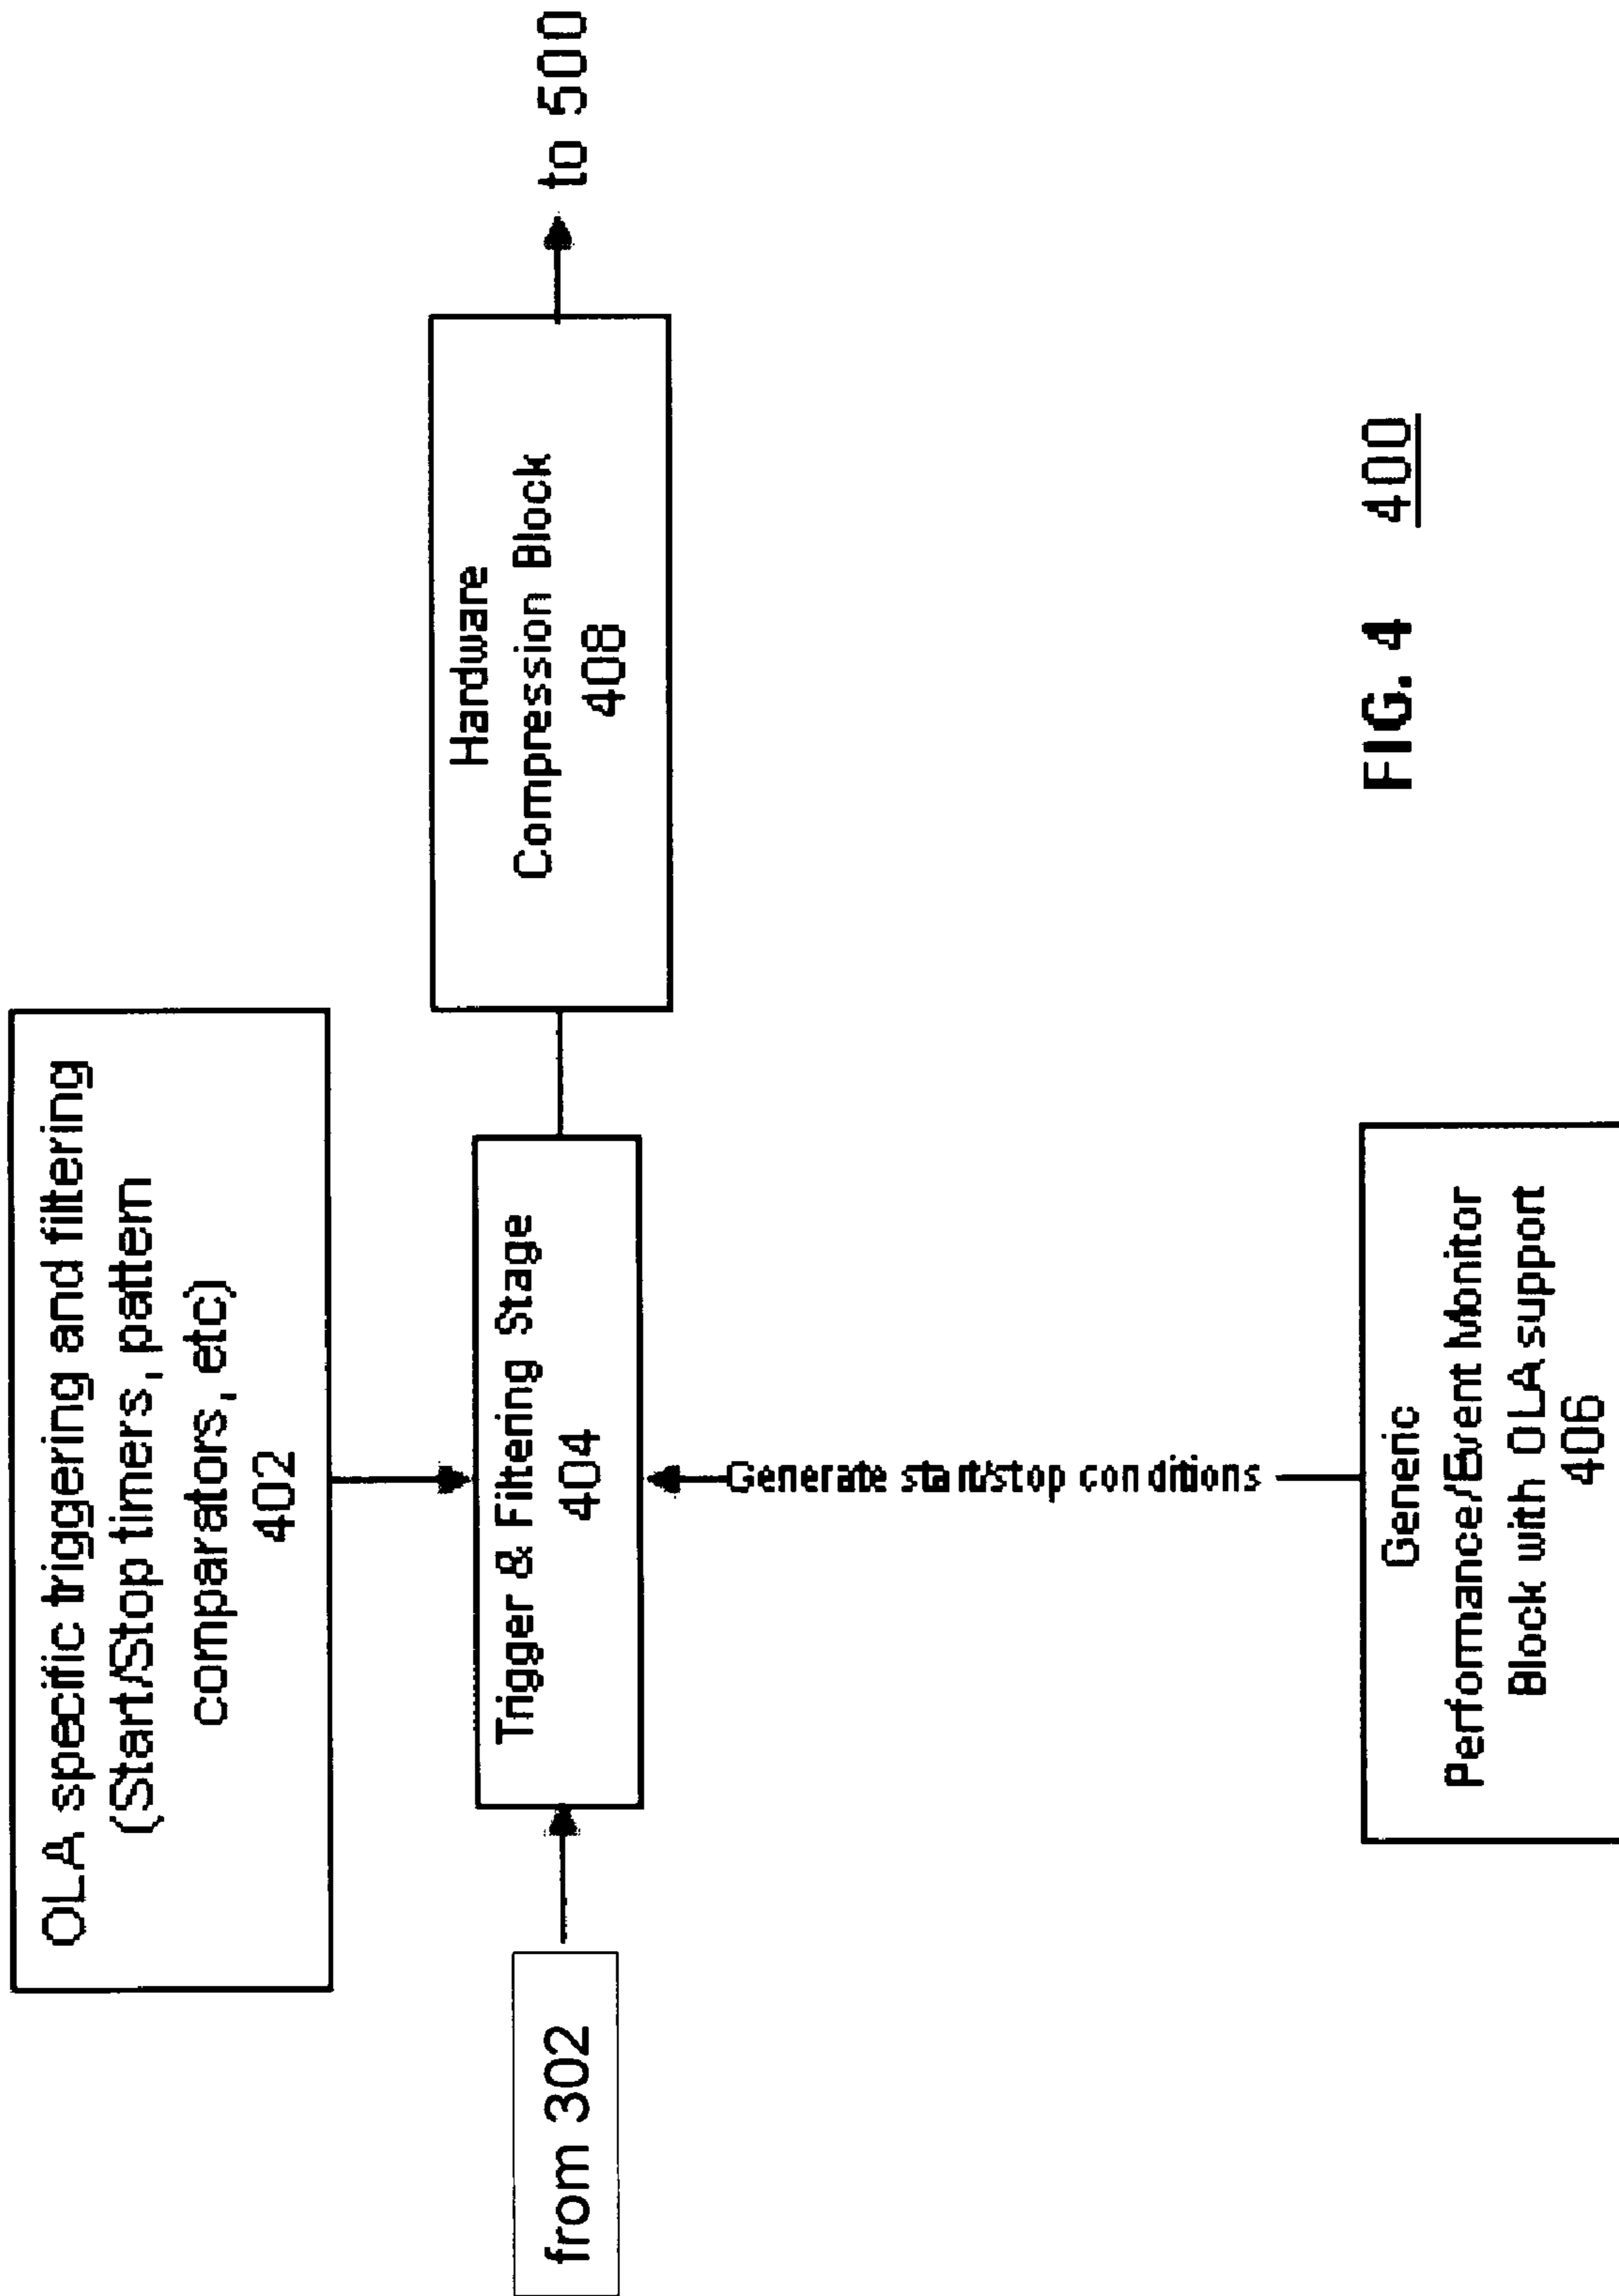 OLA specific triggering and filtering
(Start/Stop timers, pattern
comparators, etc)
402
from 302
Trigger & Filtering Stage
404
Hardware
Compression Block
408
to 500
Generate start/stop conditions
Generic
Performance/Event Monitor
Block with OLA support
406
FIG. 4 400